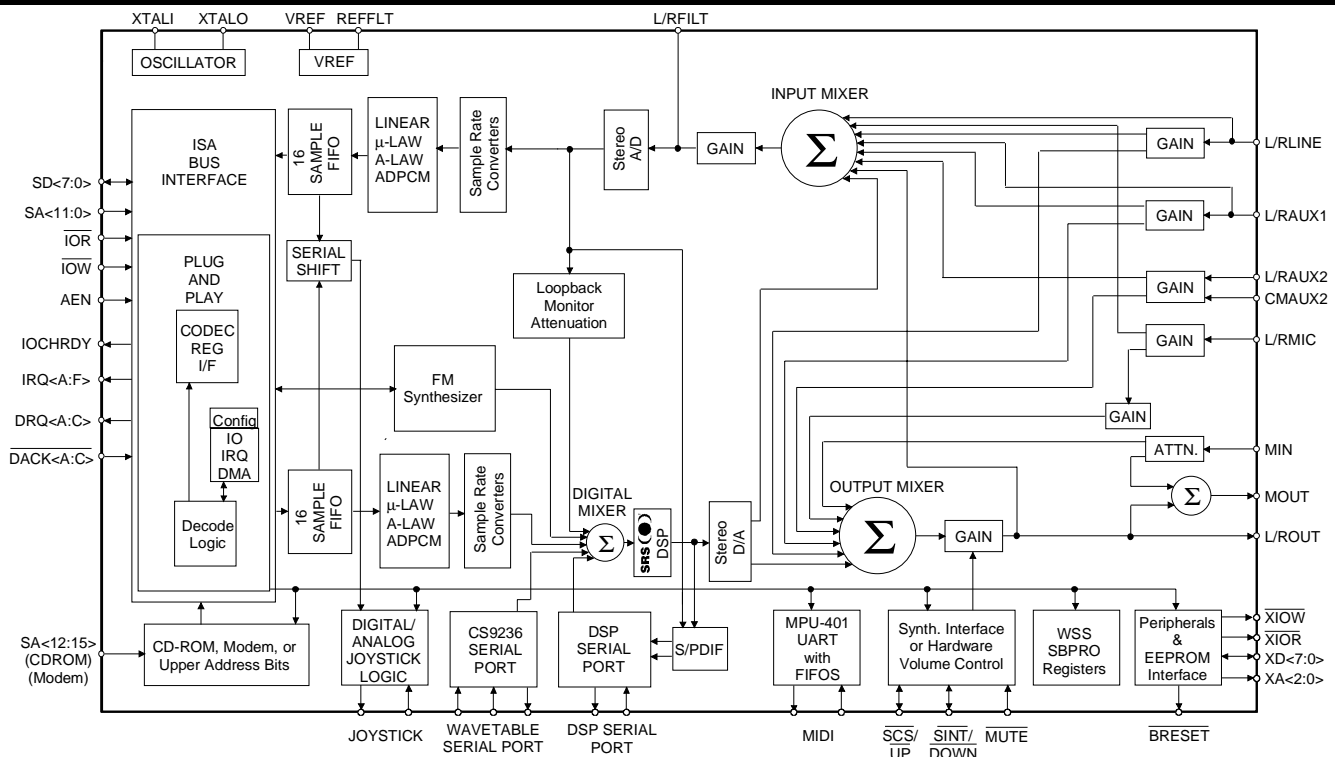 XTALI XTALO VREF REFFLT L/RFILT
OSCILLATOR
VREF
INPUT MIXER
ISA
BUS
INTERFACE
16
SAMPLE
FIFO
LINEAR
μ-LAW
A-LAW
ADPCM
Sample Rate
Converters
Stereo
A/D
GAIN
Σ
GAIN
L/RLINE
SD<7:0>
SA<11:0>
IOR
IOW
AEN
IOCHRDY
IRQ<A:F>
DRQ<A:C>
DACK<A:C>
GAIN
L/RAUX1
PLUG
AND
PLAY
SERIAL
SHIFT
Loopback
Monitor
Attenuation
GAIN
L/RAUX2
CMAUX2
CODEC
REG
I/F
GAIN
L/RMIC
FM
Synthesizer
GAIN
Config
IO
IRQ
DMA
ATTN.
MIN
Decode
Logic
16
SAMPLE
FIFO
LINEAR
μ-LAW
A-LAW
ADPCM
Sample Rate
Converters
DIGITAL
MIXER
Σ
SRS
DSP
Stereo
D/A
OUTPUT MIXER
Σ
GAIN
Σ
MOUT
L/ROUT
SA<12:15>
(CDROM)
(Modem)
CD-ROM, Modem, or
Upper Address Bits
DIGITAL/
ANALOG
JOYSTICK
LOGIC
CS9236
SERIAL
PORT
DSP
SERIAL
PORT
S/PDIF
MPU-401
UART
with
FIFOS
Synth. Interface
or Hardware
Volume Control
WSS
SBPRO
Registers
Peripherals
&
EEPROM
Interface
XIOW
XIOR
XD<7:0>
XA<2:0>
JOYSTICK
WAVETABLE
SERIAL PORT
DSP SERIAL
PORT
MIDI
SCS/
UP
SINT/
DOWN
MUTE
BRESET